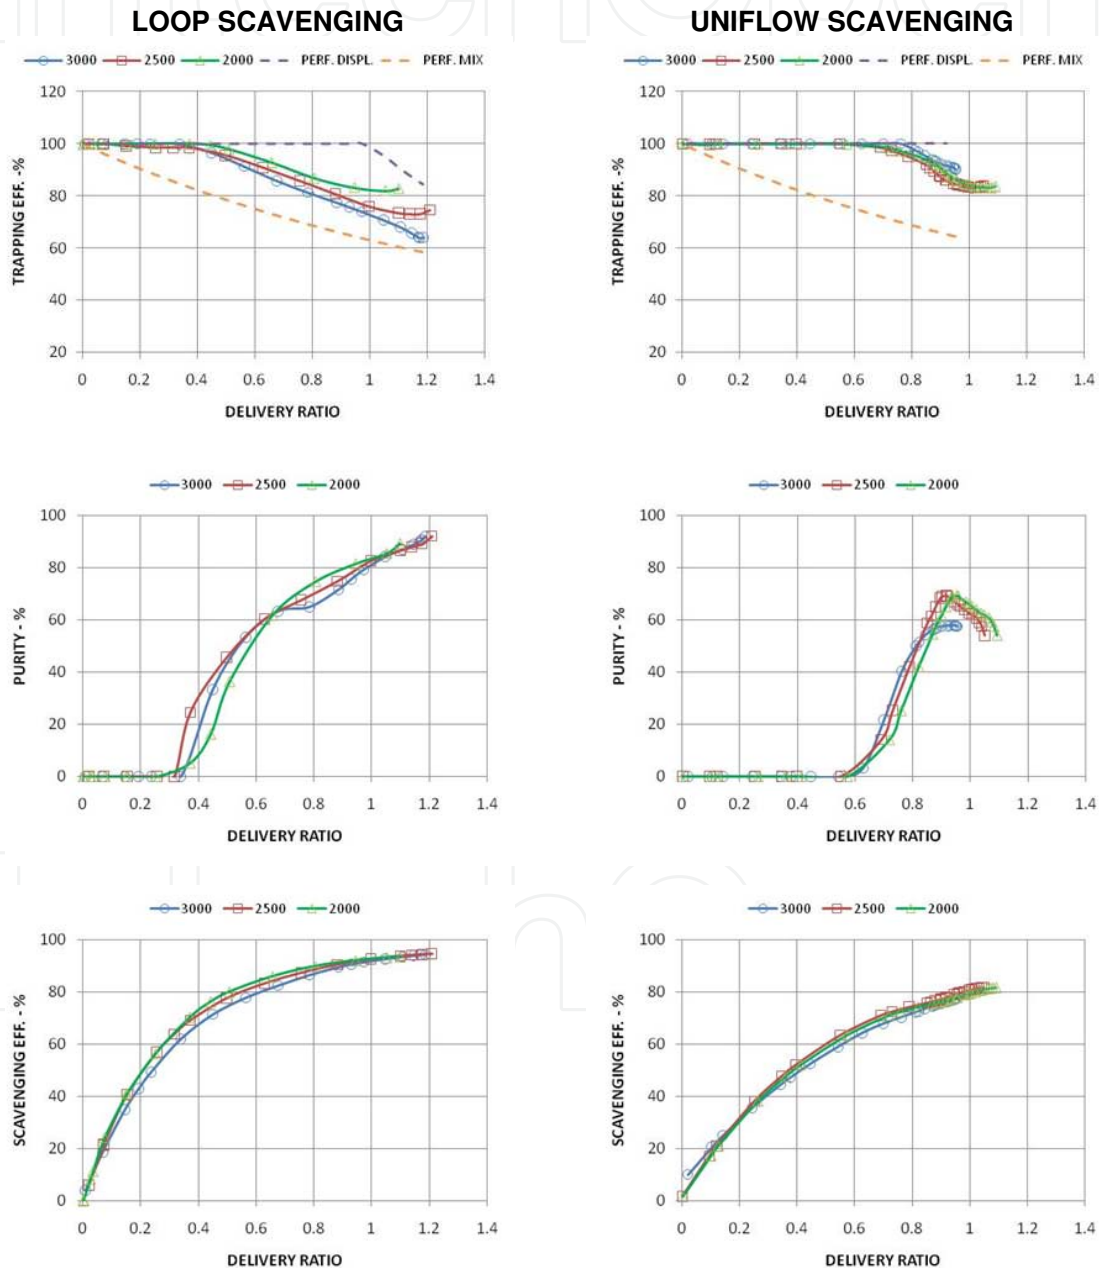 LOOP SCAVENGING
UNIFLOW SCAVENGING
3000 2500 2000 PERF. DISPL. PERF. MIX
120
100
80
60
40
20
TRAPPING EFF. -%
0 0.2 0.4 0.6 0.8 1 1.2 1.4
DELIVERY RATIO
3000 2500 2000 PERF. DISPL. PERF. MIX
120
100
80
60
40
20
TRAPPING EFF. -%
0 0.2 0.4 0.6 0.8 1 1.2 1.4
DELIVERY RATIO
3000 2500 2000
100
80
60
40
20
0
PURITY - %
0 0.2 0.4 0.6 0.8 1 1.2 1.4
DELIVERY RATIO
3000 2500 2000
100
80
60
40
20
0
PURITY - %
0 0.2 0.4 0.6 0.8 1 1.2 1.4
DELIVERY RATIO
3000 2500 2000
100
80
60
40
20
0
SCAVENGING EFF. - %
0 0.2 0.4 0.6 0.8 1 1.2 1.4
DELIVERY RATIO
3000 2500 2000
100
80
60
40
20
0
SCAVENGING EFF. - %
0 0.2 0.4 0.6 0.8 1 1.2 1.4
DELIVERY RATIO